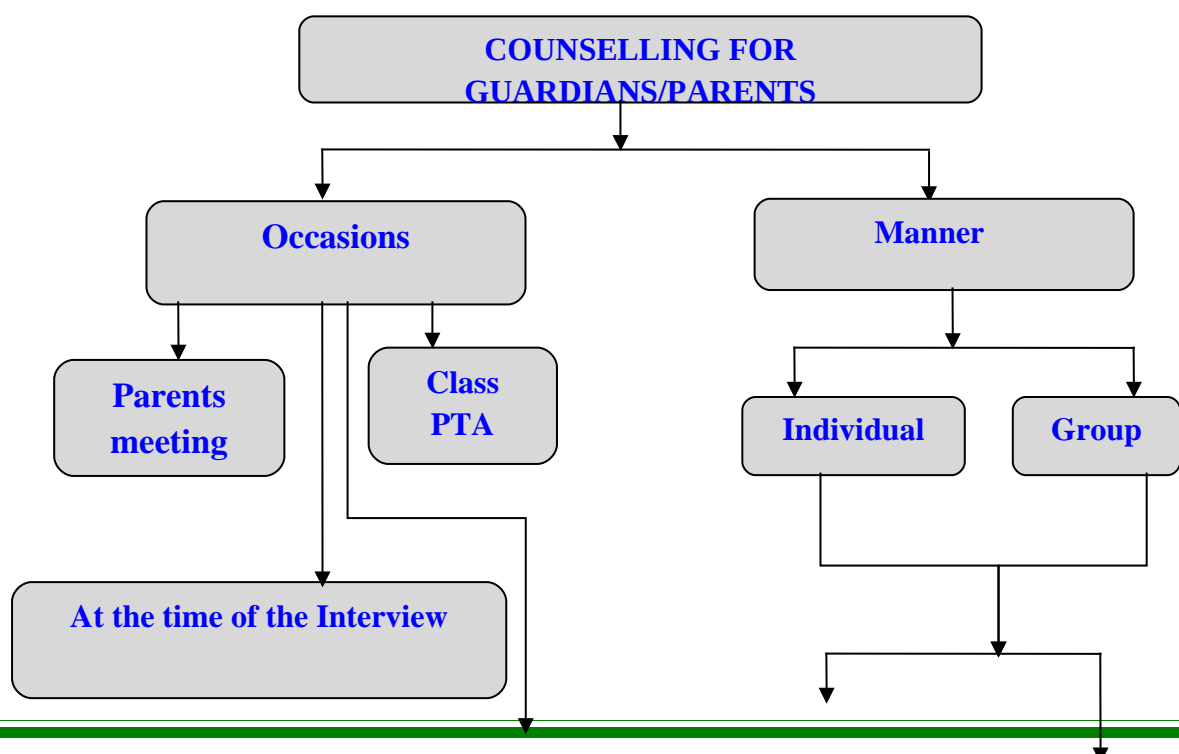 COUNSELLING FOR
GUARDIANS/PARENTS
Occasions
Manner
Parents
meeting
Class
PTA
Individual
Group
At the time of the Interview